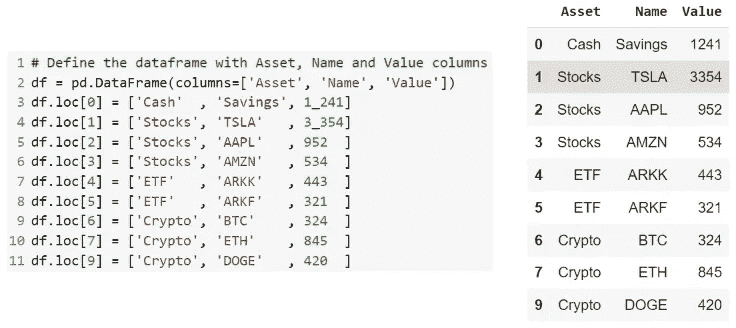 1 # Define the dataframe with Asset, Name and Value columns
2 df = pd.DataFrame(columns=['Asset', 'Name', 'Value'])
3 df.loc[0] = ['Cash'  , 'Savings', 1_241]
4 df.loc[1] = ['Stocks', 'TSLA'   , 3_354]
5 df.loc[2] = ['Stocks', 'AAPL'   , 952  ]
6 df.loc[3] = ['Stocks', 'AMZN'   , 534  ]
7 df.loc[4] = ['ETF'   , 'ARKK'   , 443  ]
8 df.loc[5] = ['ETF'   , 'ARKF'   , 321  ]
9 df.loc[6] = ['Crypto', 'BTC'    , 324  ]
10 df.loc[7] = ['Crypto', 'ETH'    , 845  ]
11 df.loc[9] = ['Crypto', 'DOGE'   , 420  ]
Asset Name Value
0 Cash Savings 1241
1 Stocks TSLA 3354
2 Stocks AAPL 952
3 Stocks AMZN 534
4 ETF ARKK 443
5 ETF ARKF 321
6 Crypto BTC 324
7 Crypto ETH 845
9 Crypto DOGE 420